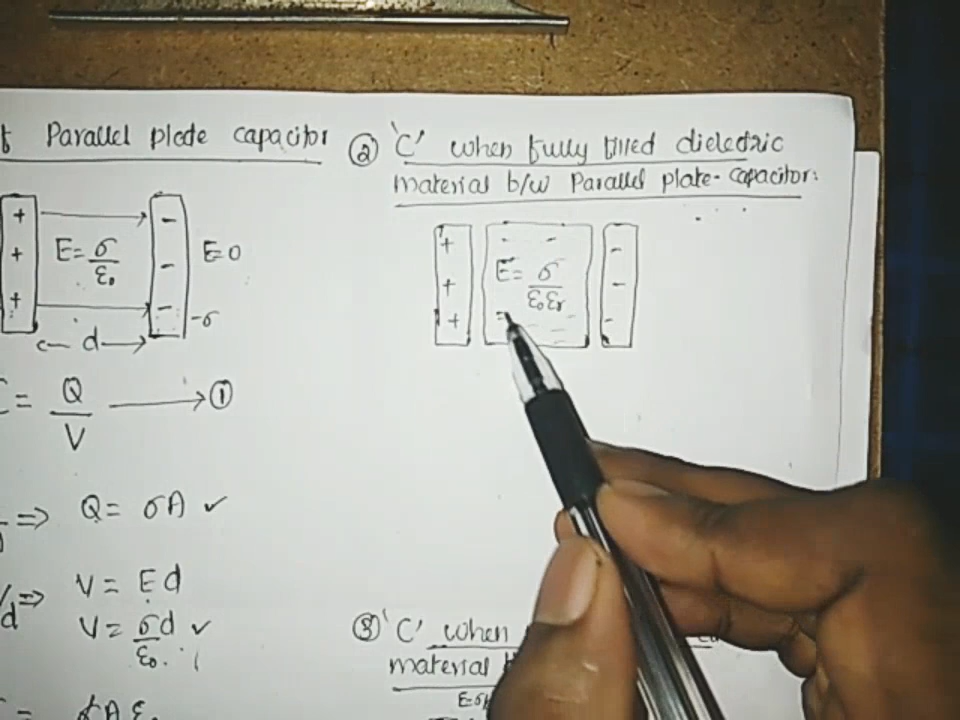 Parallel plede capacitor
+ + +
E = σ/ε₀
- - -
E=0
-σ
d
= Q/V → ①
⇒ Q = σA ✓
⇒ V = Ed
V = σd/ε₀ ✓
② 'C' when fully filled dielectric
material b/w Parallel plate-capacitor:
+ + +
E = σ/ε₀εr
- - -
③ 'C' when
material